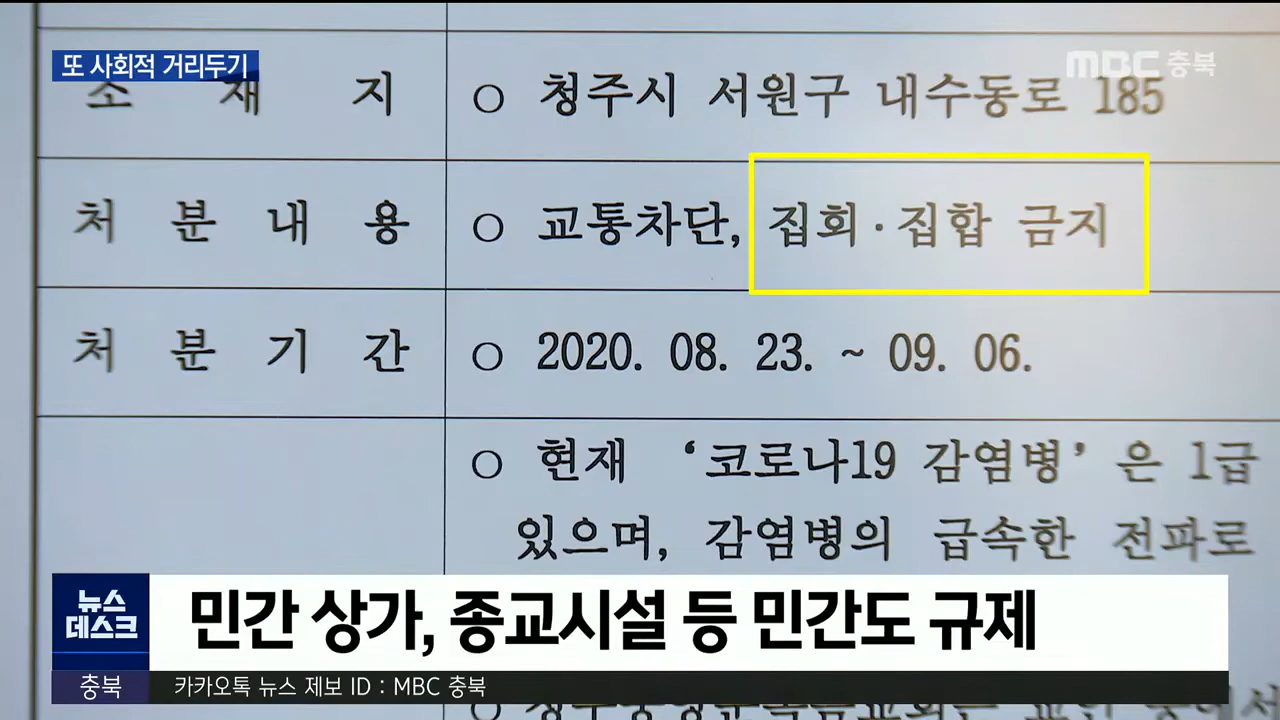 또 사회적 거리두기
MBC 충북
소 재 지 ○ 청주시 서원구 내수동로 185
처 분 내 용 ○ 교통차단, 집회·집합 금지
처 분 기 간 ○ 2020. 08. 23. ~ 09. 06.
○ 현재 ‘코로나19 감염병’은 1급
있으며, 감염병의 급속한 전파로
뉴스
데스크
민간 상가, 종교시설 등 민간도 규제
충북
카카오톡 뉴스 제보 ID : MBC 충북